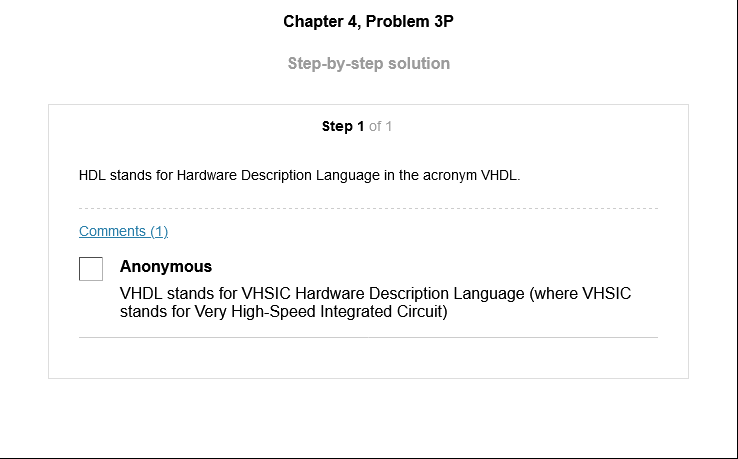 Chapter 4, Problem 3P
Step-by-step solution
Step 1 of 1
HDL stands for Hardware Description Language in the acronym VHDL.
Comments (1)
Anonymous
VHDL stands for VHSIC Hardware Description Language (where VHSIC
stands for Very High-Speed Integrated Circuit)